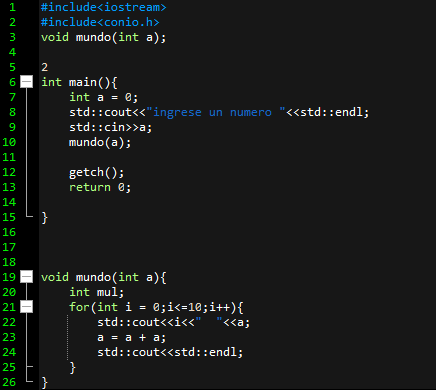 1 #include<iostream>
2 #include<conio.h>
3 void mundo(int a);
4
5 2
6 int main(){
7     int a = 0;
8     std::cout<<"ingrese un numero "<<std::endl;
9     std::cin>>a;
10     mundo(a);
11
12     getch();
13     return 0;
14
15 }
16
17
18
19 void mundo(int a){
20     int mul;
21     for(int i = 0;i<=10;i++){
22         std::cout<<i<<"  "<<a;
23         a = a + a;
24         std::cout<<std::endl;
25     }
26 }